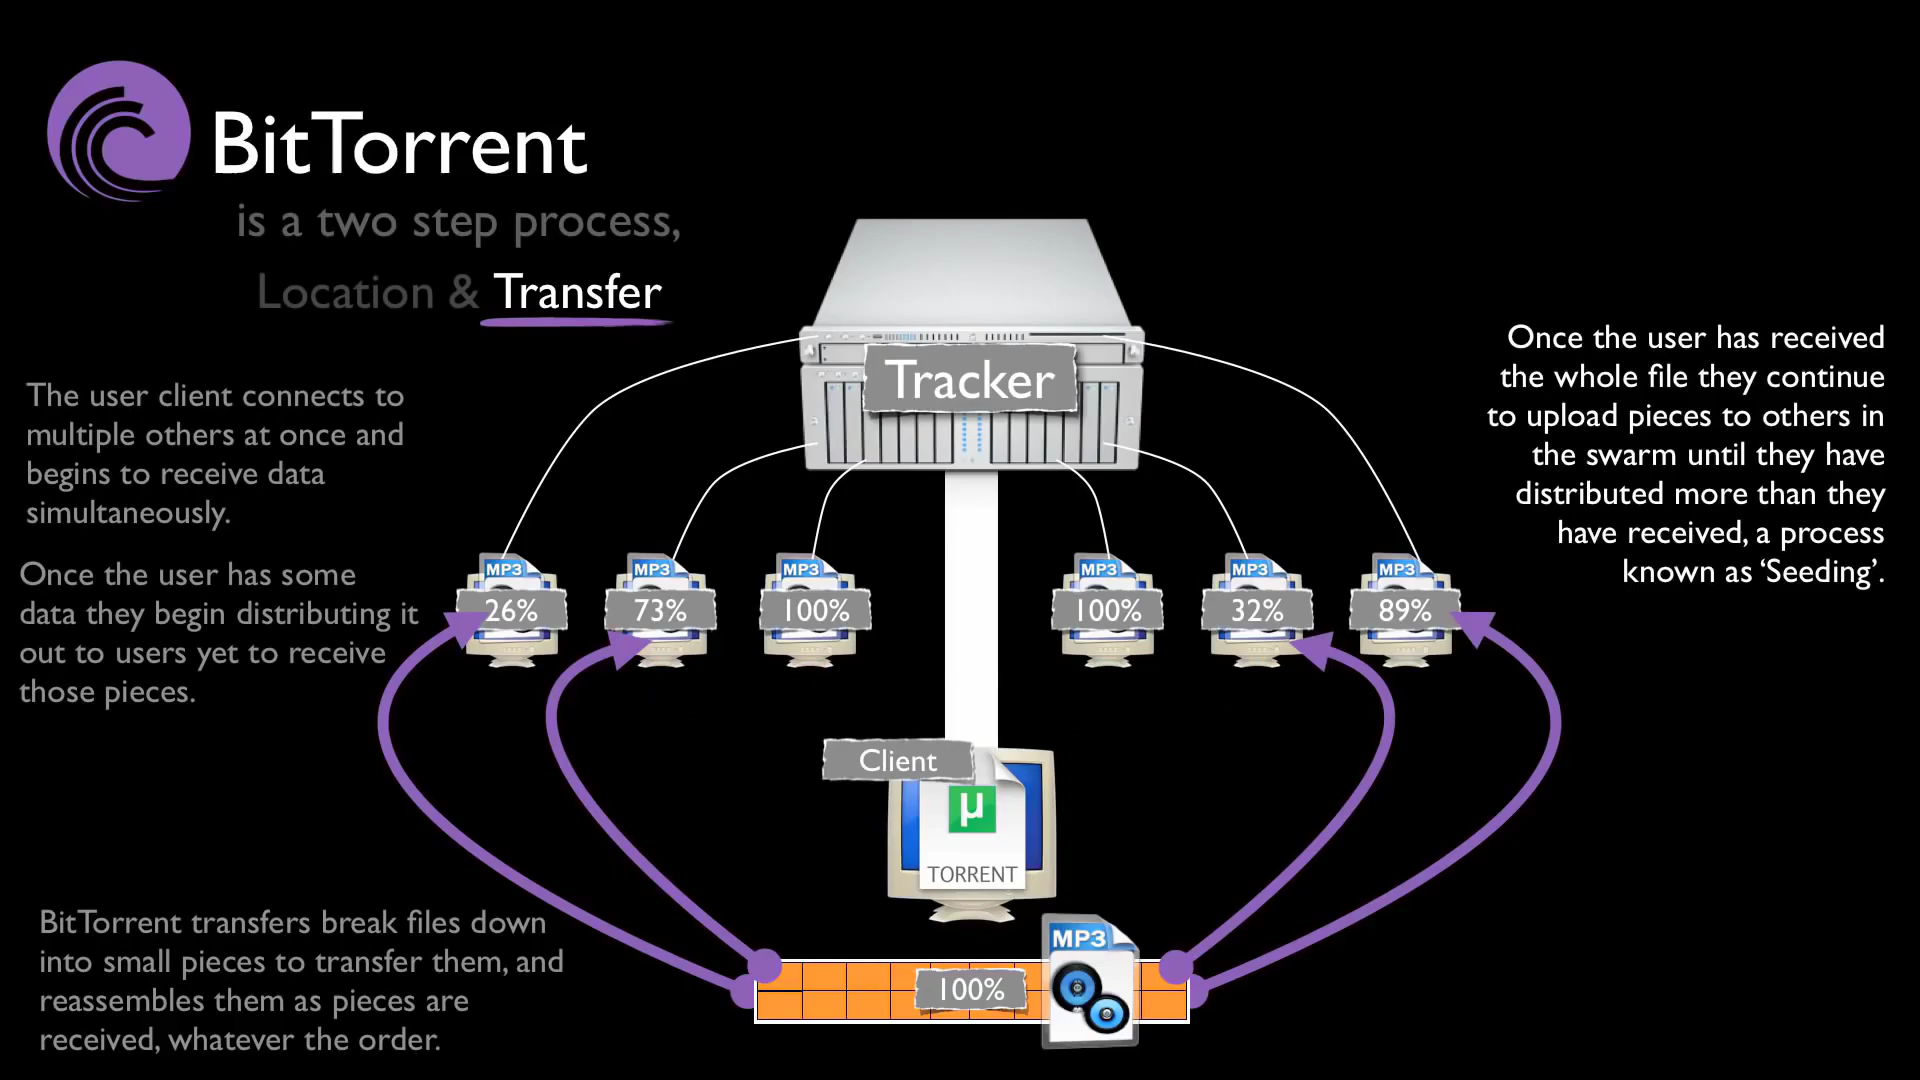 BitTorrent
is a two step process,
Location & Transfer
The user client connects to
multiple others at once and
begins to receive data
simultaneously.
Once the user has some
data they begin distributing it
out to users yet to receive
those pieces.
BitTorrent transfers break files down
into small pieces to transfer them, and
reassembles them as pieces are
received, whatever the order.
Tracker
MP3
26%
MP3
73%
MP3
100%
MP3
100%
MP3
32%
MP3
89%
Client
µ
TORRENT
100%
MP3
Once the user has received
the whole file they continue
to upload pieces to others in
the swarm until they have
distributed more than they
have received, a process
known as ‘Seeding’.